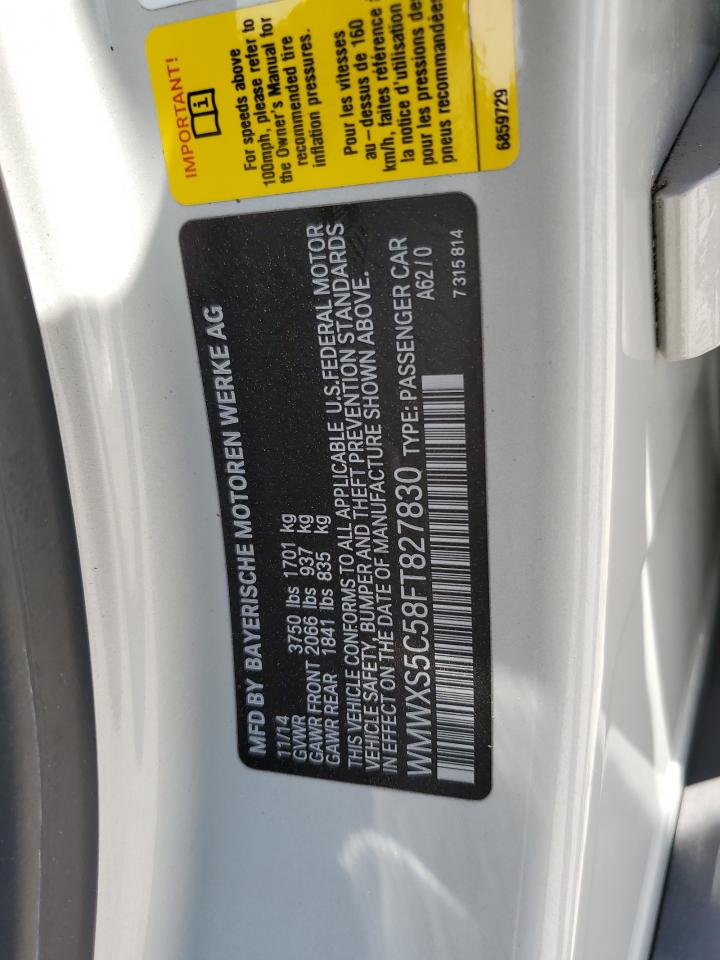 IMPORTANT!
i
For speeds above
100mph, please refer to
the Owner's Manual for
recommended tire
inflation pressures.
Pour les vitesses
au-dessus de 160
km/h, faites référence
la notice d'utilisation
pour les pressions de
pneus recommandées
6859729
MFD BY BAYERISCHE MOTOREN WERKE AG
11/14
GVWR 3750 lbs 1701 kg
GAWR FRONT 2066 lbs 937 kg
GAWR REAR 1841 lbs 835 kg
THIS VEHICLE CONFORMS TO ALL APPLICABLE U.S.FEDERAL MOTOR
VEHICLE SAFETY, BUMPER AND THEFT PREVENTION STANDARDS
IN EFFECT ON THE DATE OF MANUFACTURE SHOWN ABOVE.
WMWXS5C58FT827830 TYPE: PASSENGER CAR
A62/0
7 315 814